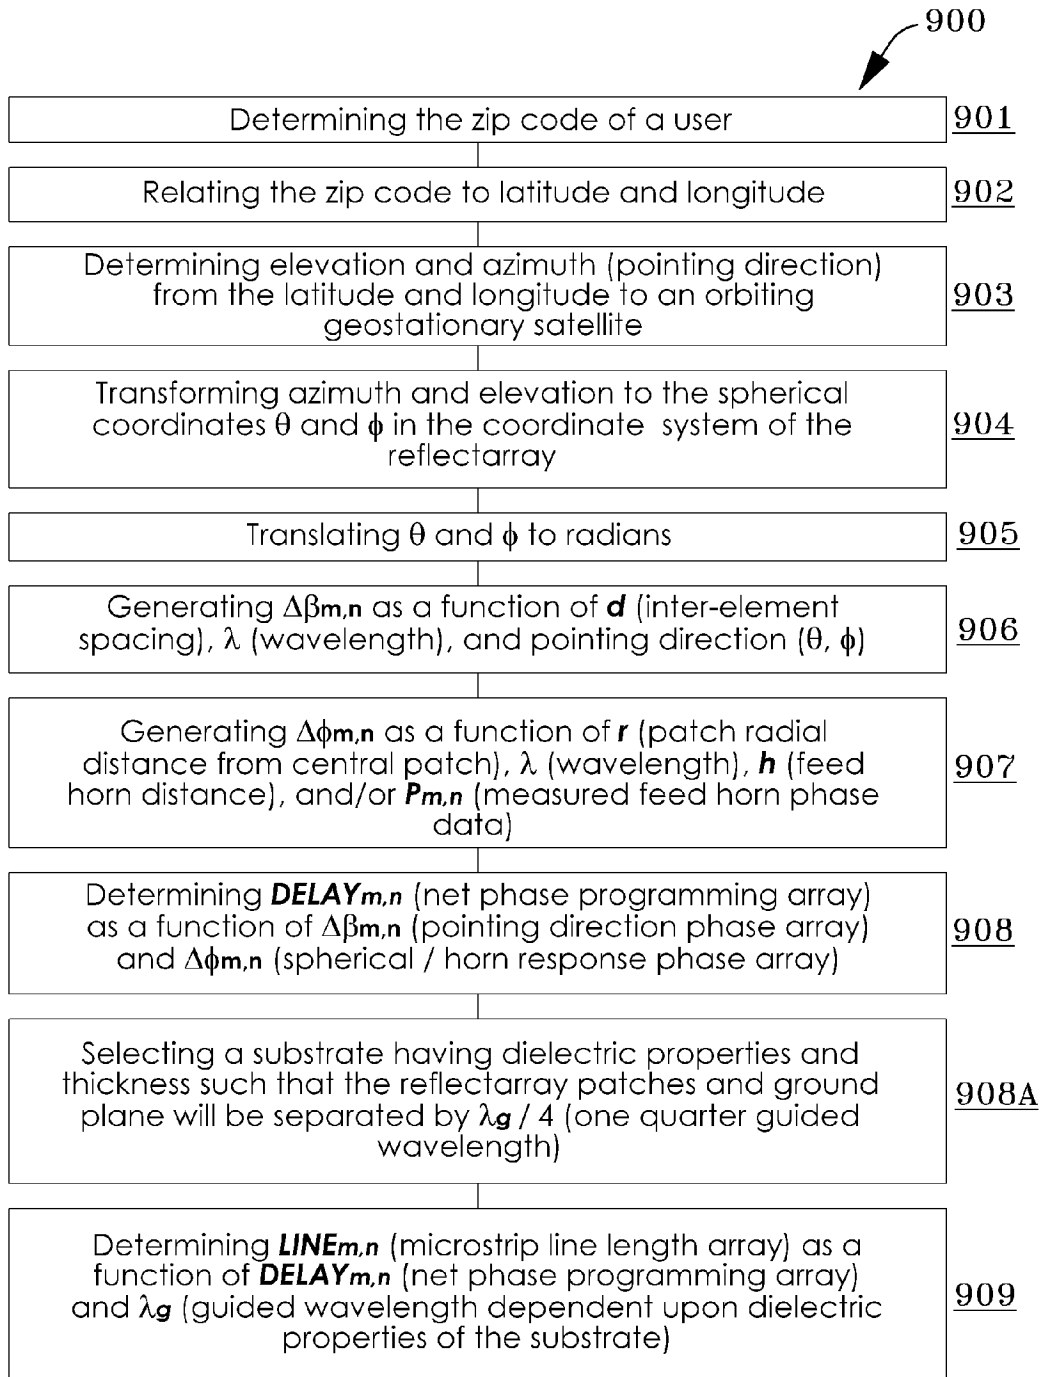 900
Determining the zip code of a user
901
Relating the zip code to latitude and longitude
902
Determining elevation and azimuth (pointing direction)
from the latitude and longitude to an orbiting
geostationary satellite
903
Transforming azimuth and elevation to the spherical
coordinates θ and ϕ in the coordinate system of the
reflectarray
904
Translating θ and ϕ to radians
905
Generating Δβm,n as a function of d (inter-element
spacing), λ (wavelength), and pointing direction (θ, ϕ)
906
Generating Δϕm,n as a function of r (patch radial
distance from central patch), λ (wavelength), h (feed
horn distance), and/or Pm,n (measured feed horn phase
data)
907
Determining DELAYm,n (net phase programming array)
as a function of Δβm,n (pointing direction phase array)
and Δϕm,n (spherical / horn response phase array)
908
Selecting a substrate having dielectric properties and
thickness such that the reflectarray patches and ground
plane will be separated by λg / 4 (one quarter guided
wavelength)
908A
Determining LINEm,n (microstrip line length array) as a
function of DELAYm,n (net phase programming array)
and λg (guided wavelength dependent upon dielectric
properties of the substrate)
909